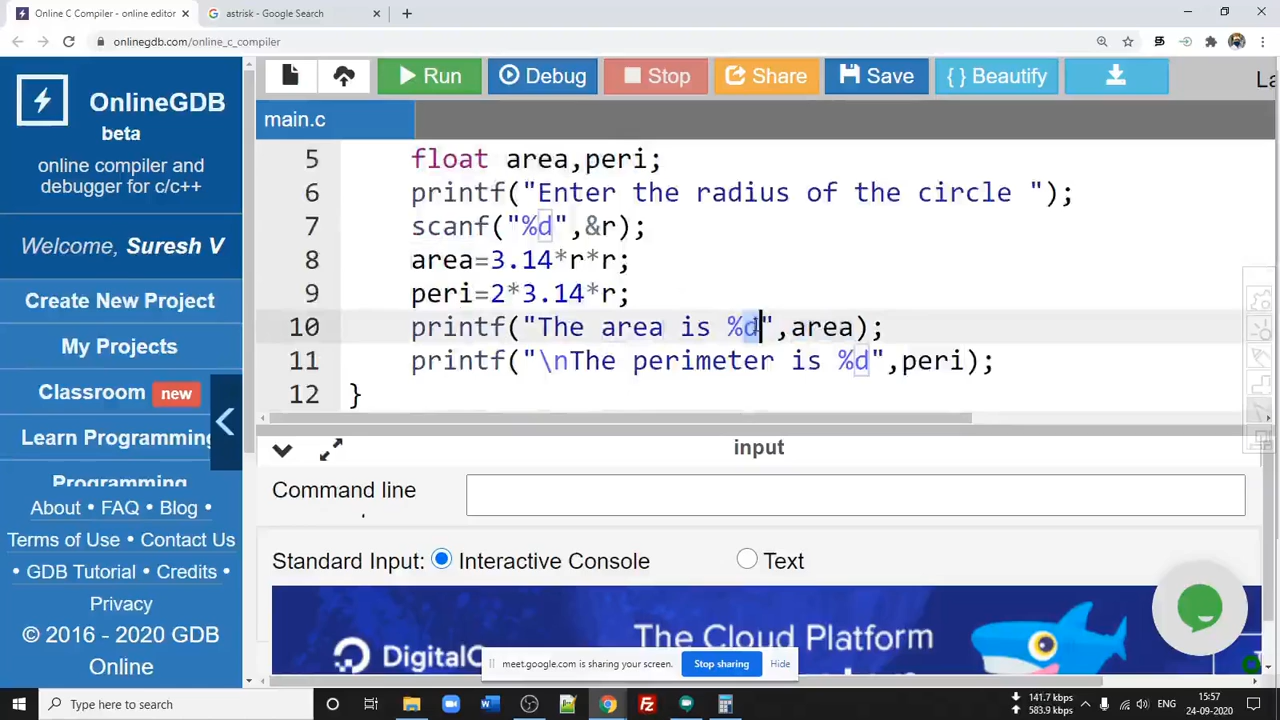 Online C Compiler - online editor
astrisk - Google Search
onlinegdb.com/online_c_compiler
OnlineGDB
beta
online compiler and
debugger for c/c++
Welcome, Suresh V
Create New Project
My Projects
Classroom new
Learn Programming
Programming
About • FAQ • Blog •
Terms of Use • Contact Us
• GDB Tutorial • Credits •
Privacy
© 2016 - 2020 GDB
Online
Run
Debug
Stop
Share
Save
{ } Beautify
La
main.c
5 float area,peri;
6 printf("Enter the radius of the circle ");
7 scanf("%d",&r);
8 area=3.14*r*r;
9 peri=2*3.14*r;
10 printf("The area is %d",area);
11 printf("\nThe perimeter is %d",peri);
12 }
input
Command line
Standard Input: Interactive Console Text
DigitalO
The Cloud Platform
meet.google.com is sharing your screen. Stop sharing Hide
Type here to search
141.7 kbps
583.9 kbps
ENG
15:57
24-09-2020